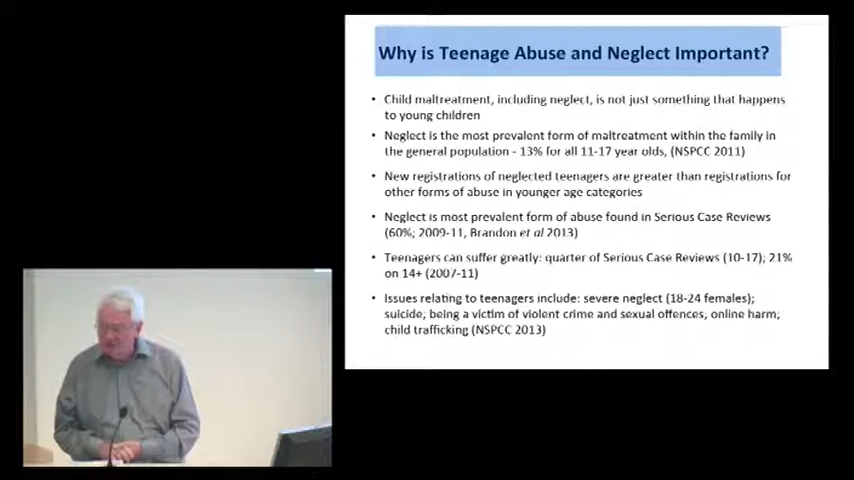 Why is Teenage Abuse and Neglect Important?
• Child maltreatment, including neglect, is not just something that happens
to young children
• Neglect is the most prevalent form of maltreatment within the family in
the general population - 13% for all 11-17 year olds, (NSPCC 2011)
• New registrations of neglected teenagers are greater than registrations for
other forms of abuse in younger age categories
• Neglect is most prevalent form of abuse found in Serious Case Reviews
(60%; 2009-11, Brandon et al 2013)
• Teenagers can suffer greatly: quarter of Serious Case Reviews (10-17); 21%
on 14+ (2007-11)
• Issues relating to teenagers include: severe neglect (18-24 females);
suicide; being a victim of violent crime and sexual offences, online harm;
child trafficking (NSPCC 2013)